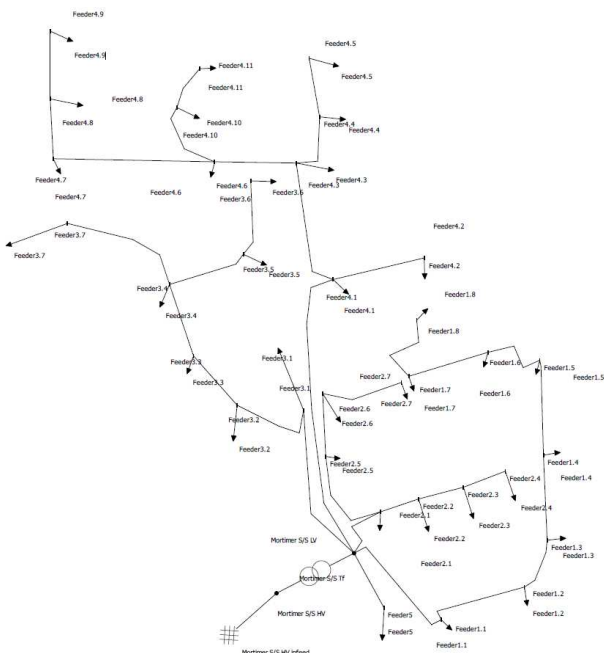 Feeder4.9
Feeder4.9
Feeder4.5
Feeder4.11
Feeder4.5
Feeder4.11
Feeder4.8
Feeder4.8
Feeder4.10
Feeder4.10
Feeder4.4
Feeder4.4
Feeder4.7
Feeder4.7
Feeder4.6
Feeder4.6
Feeder3.6
Feeder3.6
Feeder4.3
Feeder4.3
Feeder3.7
Feeder3.7
Feeder4.2
Feeder4.2
Feeder3.5
Feeder3.5
Feeder3.4
Feeder3.4
Feeder4.1
Feeder4.1
Feeder1.8
Feeder1.8
Feeder3.3
Feeder3.3
Feeder3.1
Feeder3.1
Feeder1.6
Feeder1.6
Feeder1.5
Feeder1.5
Feeder2.7
Feeder2.7
Feeder1.7
Feeder1.7
Feeder2.6
Feeder2.6
Feeder3.2
Feeder3.2
Feeder2.5
Feeder2.5
Feeder1.4
Feeder1.4
Feeder2.4
Feeder2.4
Feeder2.3
Feeder2.3
Feeder2.2
Feeder2.2
Feeder2.1
Feeder2.1
Feeder1.3
Feeder1.3
Mortimer S/S LV
Mortimer S/S Tf
Mortimer S/S HV
Mortimer S/S HV Infeed
Feeder5
Feeder5
Feeder1.2
Feeder1.2
Feeder1.1
Feeder1.1